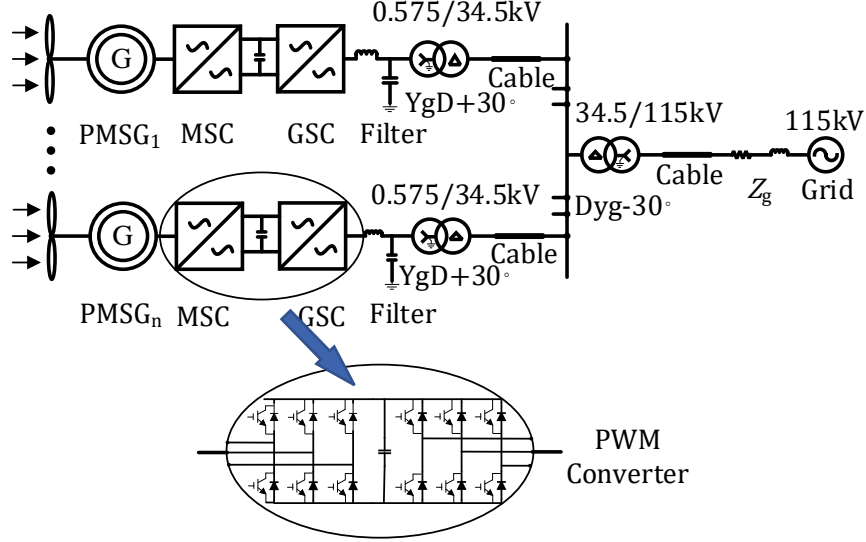 0.575/34.5kV
G
Cable
YgD+30°
PMSG₁ MSC GSC Filter
34.5/115kV
115kV
Cable
Zg Grid
Dyg-30°
0.575/34.5kV
G
Cable
YgD+30°
PMSGₙ MSC GSC Filter
PWM
Converter